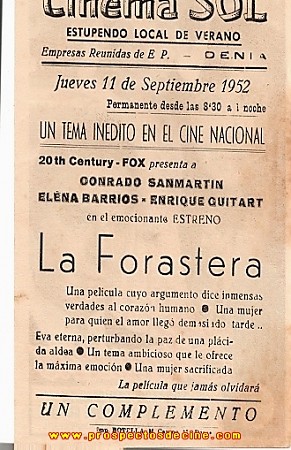 Cinema SOL
ESTUPENDO LOCAL DE VERANO
Empresas Reunidas de E P. - DENIA
Jueves 11 de Septiembre 1952
Permanente desde las 8'30 a 1 noche
UN TEMA INEDITO EN EL CINE NACIONAL
20th Century - FOX presenta a
CONRADO SANMARTIN
ELENA BARRIOS - ENRIQUE GUITART
en el emocionante ESTRENO
La Forastera
Una película cuyo argumento dice inmensas
verdades al corazón humano ● Una mujer
para quien el amor llegó demasiado tarde ..
Eva eterna, perturbando la paz de una pláci-
da aldea ● Un tema ambicioso que le ofrece
la máxima emoción ● Una mujer sacrificada
La película que jamás olvidará
UN COMPLEMENTO
Imp. BOTELLA
www.prospectosdecine.com